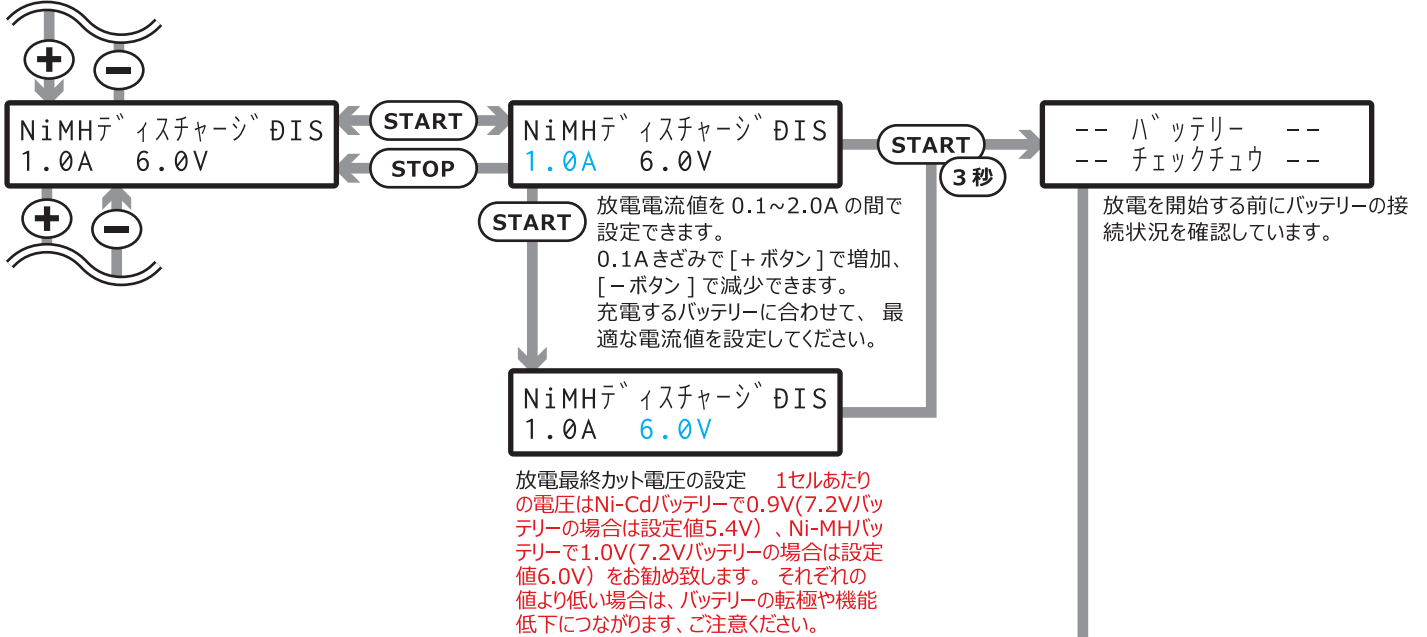 +
−
NiMHディスチャージ ÐIS
1.0A 6.0V
+
−
START
STOP
NiMHディスチャージ ÐIS
1.0A 6.0V
START
3秒
-- バッテリー --
-- チェックチュウ --
START
放電電流値を 0.1~2.0A の間で
設定できます。
0.1A きざみで [+ボタン] で増加、
[−ボタン] で減少できます。
充電するバッテリーに合わせて、 最
適な電流値を設定してください。
放電を開始する前にバッテリーの接
続状況を確認しています。
NiMHディスチャージ ÐIS
1.0A 6.0V
放電最終カット電圧の設定 1セルあたり
の電圧はNi-Cdバッテリーで0.9V(7.2Vバッ
テリーの場合は設定値5.4V）、Ni-MHバッ
テリーで1.0V(7.2Vバッテリーの場合は設定
値6.0V）をお勧め致します。 それぞれの
値より低い場合は、バッテリーの転極や機能
低下につながります、ご注意ください。